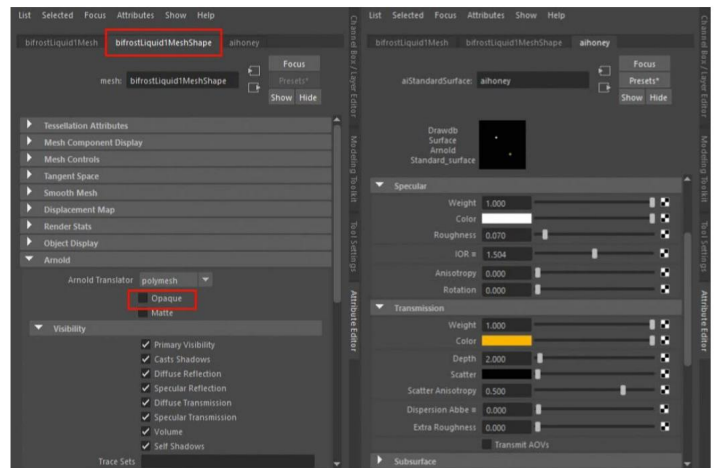 List Selected Focus Attributes Show Help
bifrostLiquid1Mesh bifrostLiquid1MeshShape aihoney
mesh: bifrostLiquid1MeshShape
Focus
Presets*
Show Hide
Tessellation Attributes
Mesh Component Display
Mesh Controls
Tangent Space
Smooth Mesh
Displacement Map
Render Stats
Object Display
Arnold
Arnold Translator polymesh
Opaque
Matte
Visibility
Primary Visibility
Casts Shadows
Diffuse Reflection
Specular Reflection
Diffuse Transmission
Specular Transmission
Volume
Self Shadows
Trace Sets
Channel Box / Layer Editor
Modeling Toolkit
Tool Settings
Attribute Editor
List Selected Focus Attributes Show Help
bifrostLiquid1Mesh bifrostLiquid1MeshShape aihoney
aiStandardSurface: aihoney
Focus
Presets*
Show Hide
Drawdb
Surface
Arnold
Standard_surface
Specular
Weight 1.000
Color
Roughness 0.070
IOR ≡ 1.504
Anisotropy 0.000
Rotation 0.000
Transmission
Weight 1.000
Color
Depth 2.000
Scatter
Scatter Anisotropy 0.500
Dispersion Abbe ≡ 0.000
Extra Roughness 0.000
Transmit AOVs
Subsurface
Channel Box / Layer Editor
Modeling Toolkit
Tool Settings
Attribute Editor